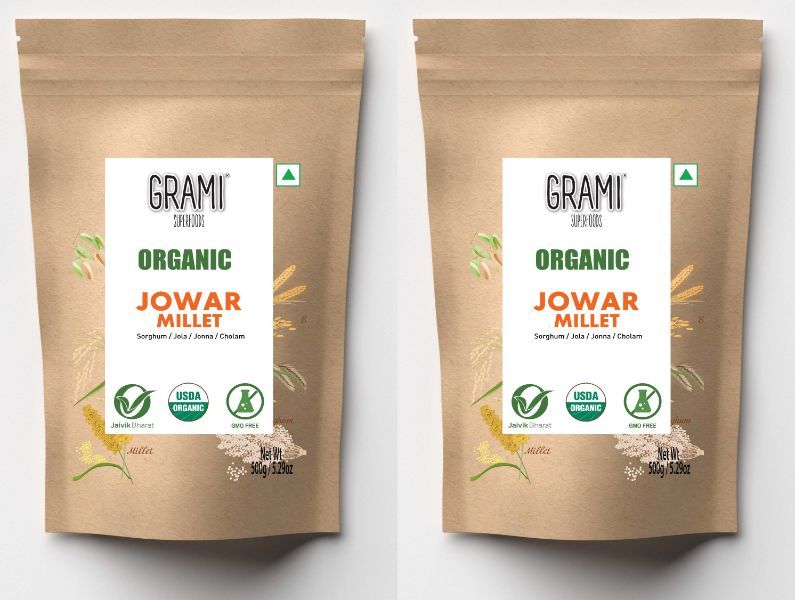 GRAMI®
SUPERFOODS
ORGANIC
JOWAR
MILLET
Sorghum / Jola / Jonna / Cholam
Jaivik Bharat
USDA
ORGANIC
GMO FREE
Millet
Net Wt
500g / 5.29oz
GRAMI®
SUPERFOODS
ORGANIC
JOWAR
MILLET
Sorghum / Jola / Jonna / Cholam
Jaivik Bharat
USDA
ORGANIC
GMO FREE
Millet
Net Wt
500g / 5.29oz